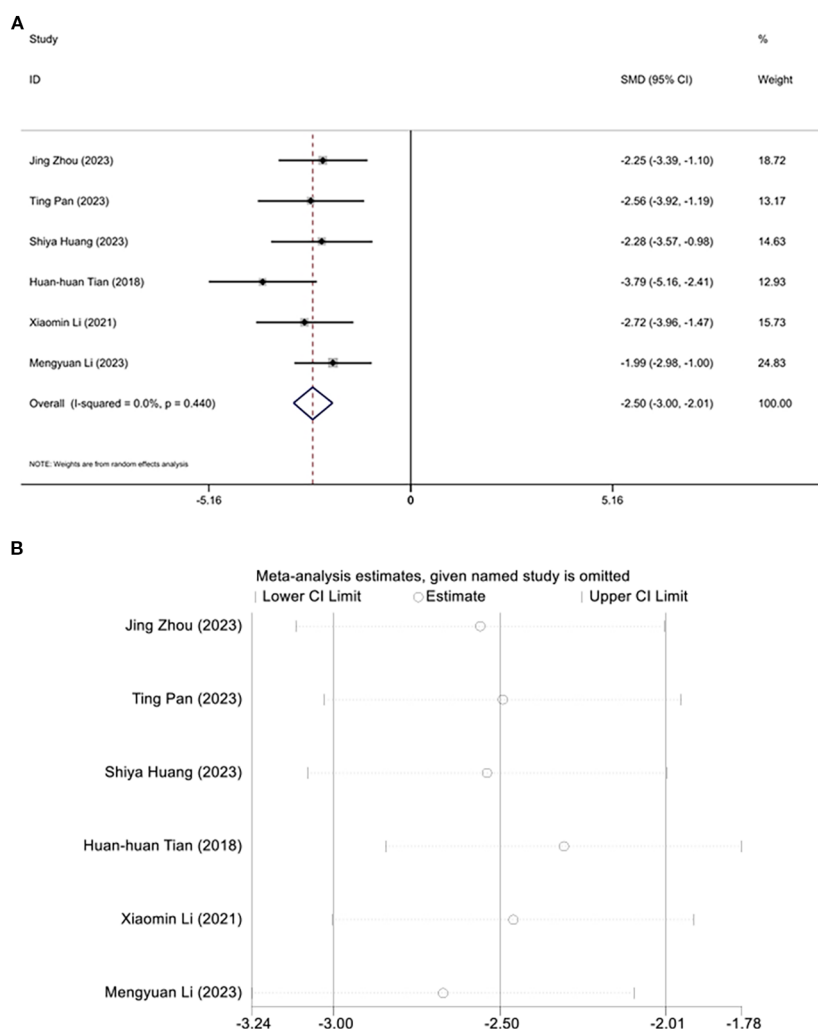 A
Study %
ID SMD (95% CI) Weight
Jing Zhou (2023) -2.25 (-3.39, -1.10) 18.72
Ting Pan (2023) -2.56 (-3.92, -1.19) 13.17
Shiya Huang (2023) -2.28 (-3.57, -0.98) 14.63
Huan-huan Tian (2018) -3.79 (-5.16, -2.41) 12.93
Xiaomin Li (2021) -2.72 (-3.96, -1.47) 15.73
Mengyuan Li (2023) -1.99 (-2.98, -1.00) 24.83
Overall (I-squared = 0.0%, p = 0.440) -2.50 (-3.00, -2.01) 100.00
NOTE: Weights are from random effects analysis
-5.16 0 5.16
B
Meta-analysis estimates, given named study is omitted
Lower CI Limit Estimate Upper CI Limit
Jing Zhou (2023)
Ting Pan (2023)
Shiya Huang (2023)
Huan-huan Tian (2018)
Xiaomin Li (2021)
Mengyuan Li (2023)
-3.24 -3.00 -2.50 -2.01 -1.78